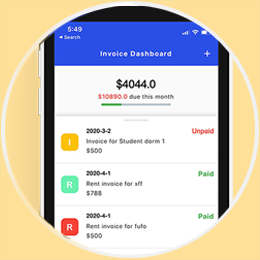 5:49
Search
Invoice Dashboard
+
$4044.0
$10890.0 due this month
2020-3-2 Unpaid
I
Invoice for Student dorm 1
$500
2020-4-1 Paid
R
Rent invoice for xff
$788
2020-4-1 Paid
R
Rent invoice for fufo
$500